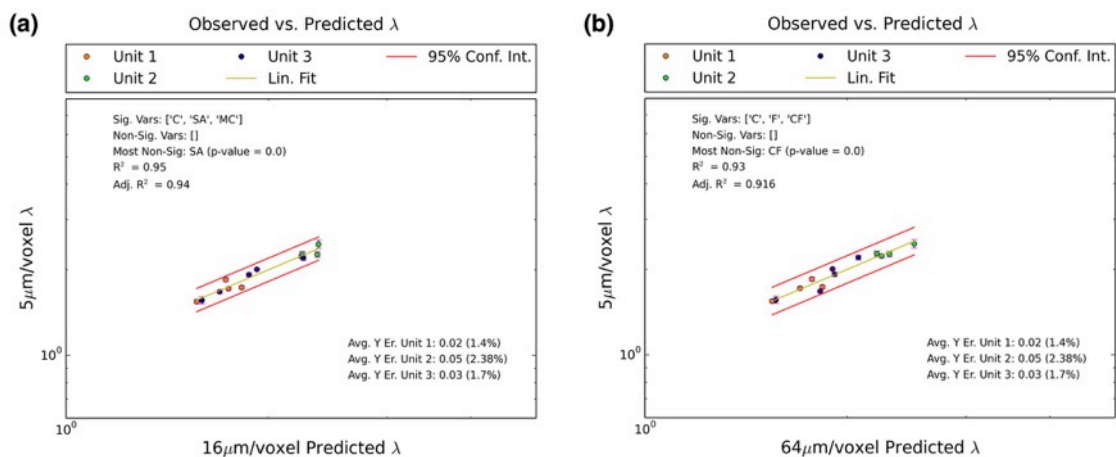 (a)
Observed vs. Predicted λ
Unit 1
Unit 3
95% Conf. Int.
Unit 2
Lin. Fit
Sig. Vars: ['C', 'SA', 'MC']
Non-Sig. Vars: []
Most Non-Sig: SA (p-value = 0.0)
R² = 0.95
Adj. R² = 0.94
5μm/voxel λ
10⁰
Avg. Y Er. Unit 1: 0.02 (1.4%)
Avg. Y Er. Unit 2: 0.05 (2.38%)
Avg. Y Er. Unit 3: 0.03 (1.7%)
10⁰
16μm/voxel Predicted λ
(b)
Observed vs. Predicted λ
Unit 1
Unit 3
95% Conf. Int.
Unit 2
Lin. Fit
Sig. Vars: ['C', 'F', 'CF']
Non-Sig. Vars: []
Most Non-Sig: CF (p-value = 0.0)
R² = 0.93
Adj. R² = 0.916
5μm/voxel λ
10⁰
Avg. Y Er. Unit 1: 0.02 (1.4%)
Avg. Y Er. Unit 2: 0.05 (2.38%)
Avg. Y Er. Unit 3: 0.03 (1.7%)
10⁰
64μm/voxel Predicted λ